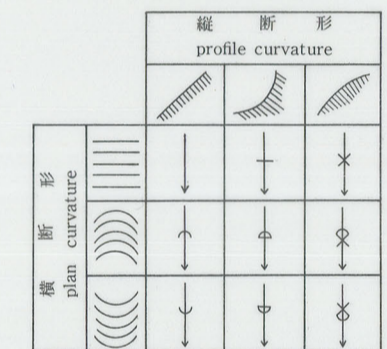 縦 断 形
profile curvature
横 断 形
plan curvature